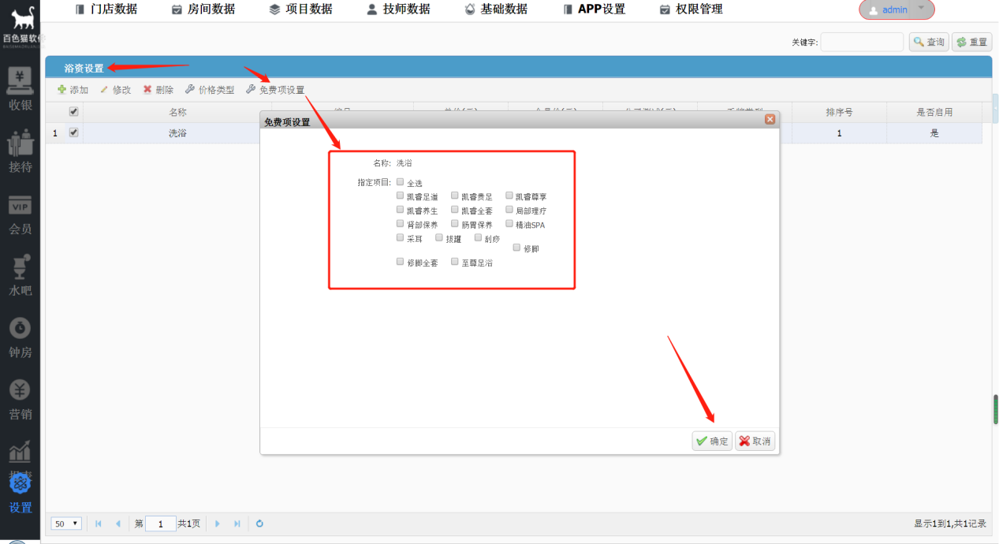 门店数据 房间数据 项目数据 技师数据 基础数据 APP设置 权限管理 admin
百色猫软件
关键字: 查询 重置
浴资设置
添加 修改 删除 价格类型 免费项设置
名称 排序号 是否启用
1 洗浴 1 是
免费项设置
名称: 洗浴
指定项目: 全选
凯睿足道 凯睿贵足 凯睿尊享
凯睿养生 凯睿全套 局部理疗
肾部保养 肠胃保养 精油SPA
采耳 拔罐 刮痧
修脚
修脚全套 至尊足浴
确定 取消
收银
接待
VIP
会员
水吧
钟房
营销
设置
50 第 1 共1页 显示1到1,共1记录